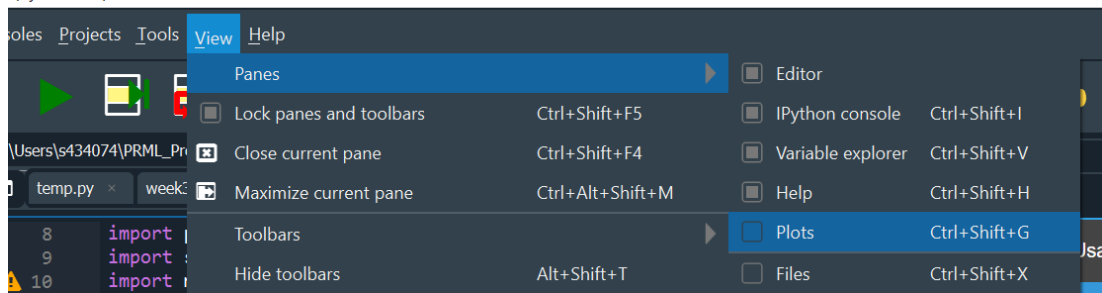 Projects Tools View Help
Panes
Editor
Lock panes and toolbars Ctrl+Shift+F5
IPython console Ctrl+Shift+I
\Users\s434074\PRML_Pr
Close current pane Ctrl+Shift+F4
Variable explorer Ctrl+Shift+V
temp.py × week3
Maximize current pane Ctrl+Alt+Shift+M
Help Ctrl+Shift+H
8 import
Toolbars
Plots Ctrl+Shift+G
9 import
10 import
Hide toolbars Alt+Shift+T
Files Ctrl+Shift+X